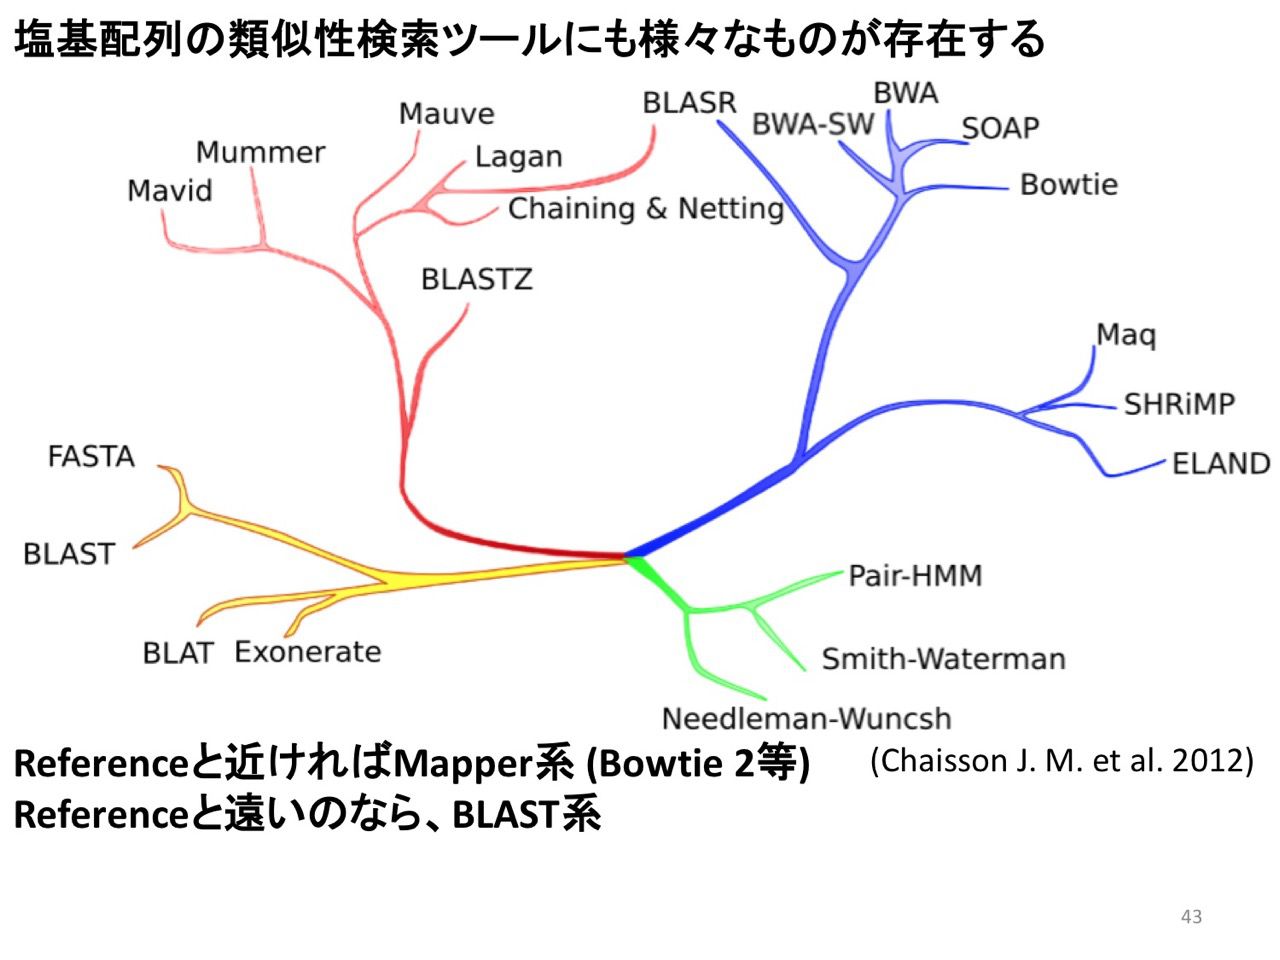 塩基配列の類似性検索ツールにも様々なものが存在する
BWA
BLASR
Mauve
BWA-SW
SOAP
Mummer
Lagan
Mavid
Bowtie
Chaining & Netting
BLASTZ
Maq
SHRiMP
FASTA
ELAND
BLAST
Pair-HMM
BLAT
Exonerate
Smith-Waterman
Needleman-Wuncsh
Referenceと近ければMapper系 (Bowtie 2等)
(Chaisson J. M. et al. 2012)
Referenceと遠いのなら、BLAST系
43